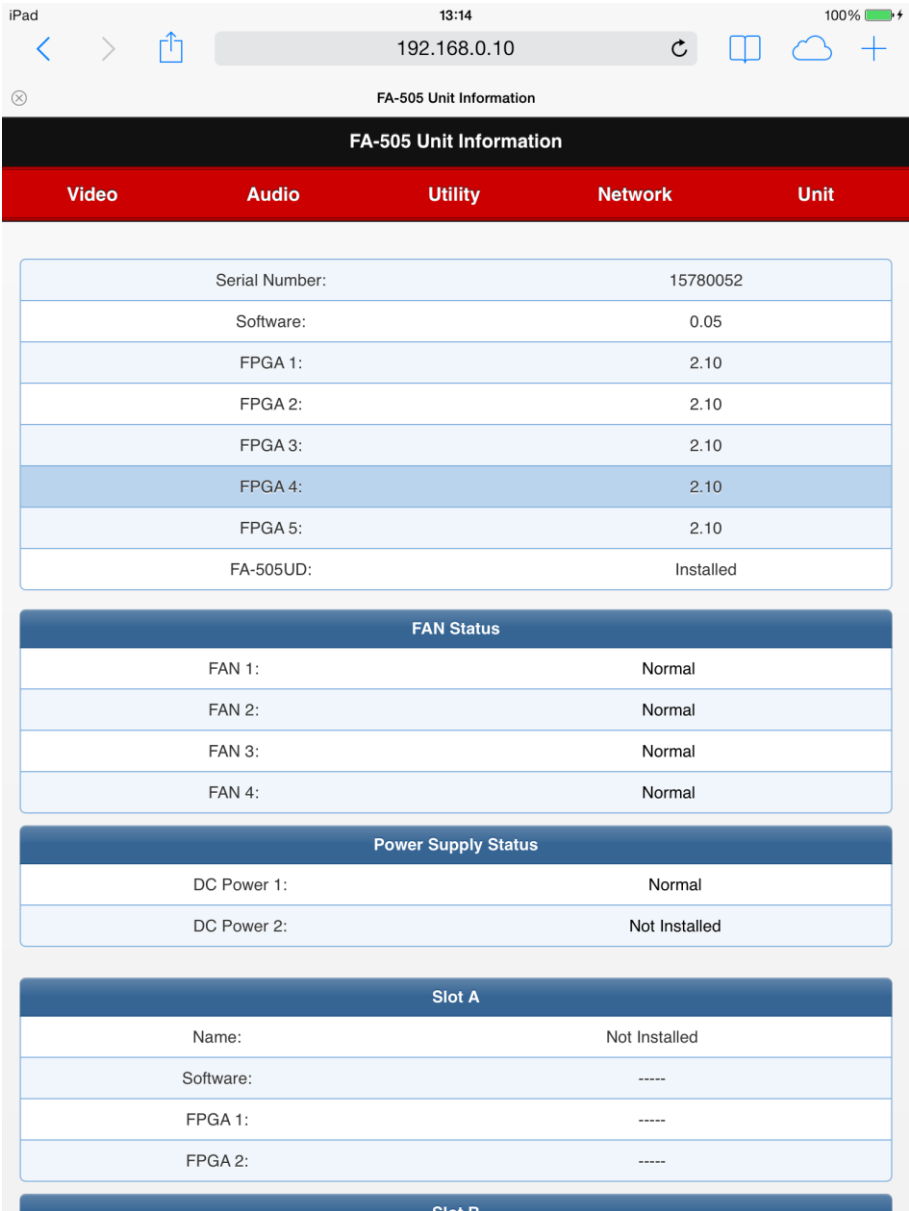 iPad 13:14 100%
192.168.0.10
FA-505 Unit Information
FA-505 Unit Information
Video Audio Utility Network Unit
Serial Number: 15780052
Software: 0.05
FPGA 1: 2.10
FPGA 2: 2.10
FPGA 3: 2.10
FPGA 4: 2.10
FPGA 5: 2.10
FA-505UD: Installed
FAN Status
FAN 1: Normal
FAN 2: Normal
FAN 3: Normal
FAN 4: Normal
Power Supply Status
DC Power 1: Normal
DC Power 2: Not Installed
Slot A
Name: Not Installed
Software: -----
FPGA 1: -----
FPGA 2: -----
Slot B